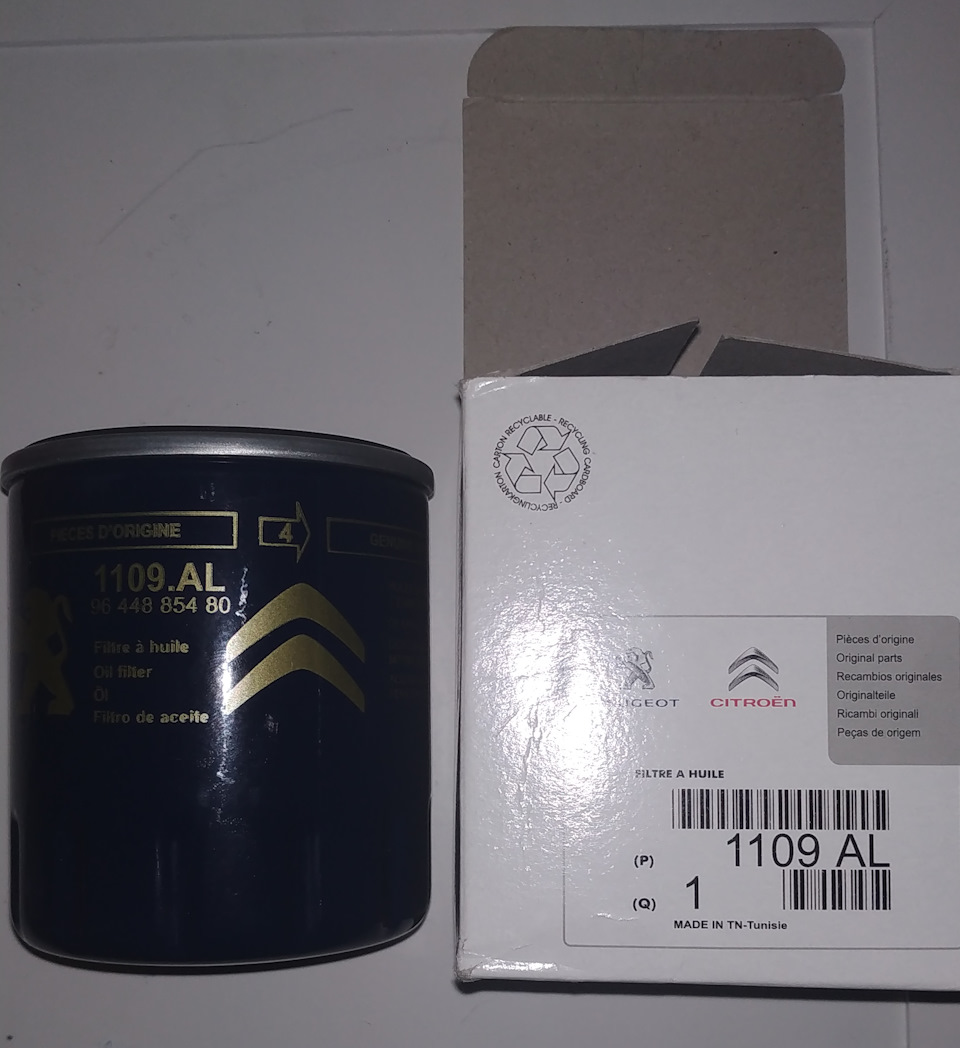 PIECES D'ORIGINE
4
1109.AL
96 448 854 80
Filtre à huile
Oil filter
Öl
Filtro de aceite
CARTON RECYCLABLE - RECYCLING CARDBOARD - RECYCLINGKARTON
CITROËN
Pièces d'origine
Original parts
Recambios originales
Originalteile
Ricambi originali
Peças de origem
FILTRE A HUILE
1109 AL
(P)
(Q) 1
MADE IN TN-Tunisie